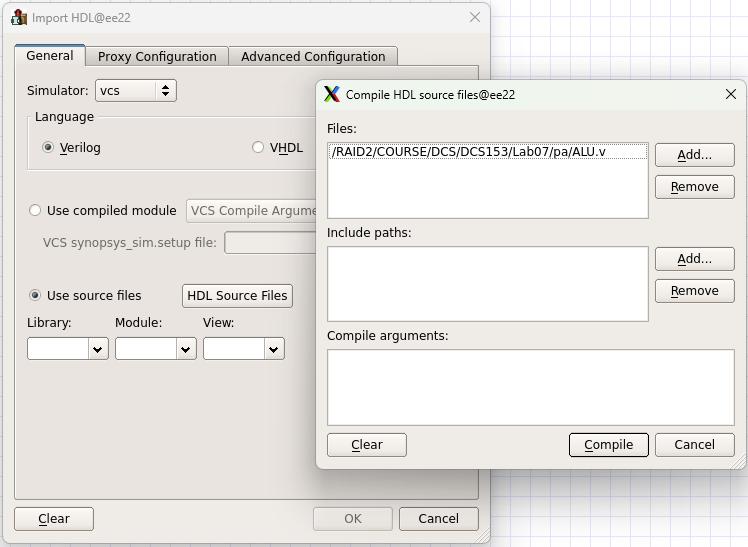 Import HDL@ee22
General
Proxy Configuration
Advanced Configuration
Simulator:
vcs
Language
Verilog
VHDL
Use compiled module
VCS Compile Argume
VCS synopsys_sim.setup file:
Use source files
HDL Source Files
Library:
Module:
View:
Clear
OK
Cancel
Compile HDL source files@ee22
Files:
/RAID2/COURSE/DCS/DCS153/Lab07/pa/ALU.v
Add...
Remove
Include paths:
Add...
Remove
Compile arguments:
Clear
Compile
Cancel